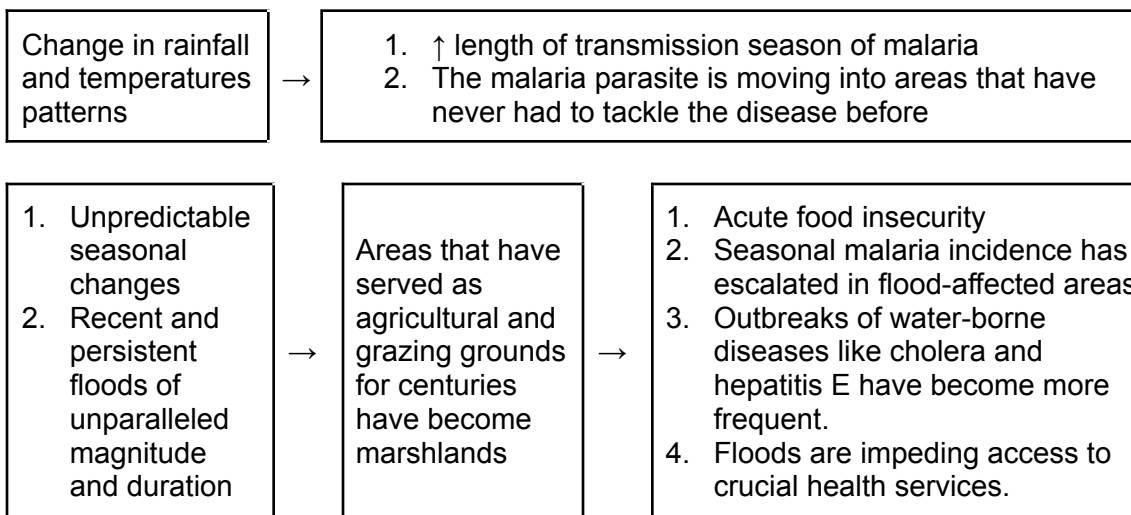 Change in rainfall
and temperatures
patterns
→
1. ↑ length of transmission season of malaria
2. The malaria parasite is moving into areas that have
never had to tackle the disease before
1. Unpredictable
seasonal
changes
2. Recent and
persistent
floods of
unparalleled
magnitude
and duration
→
Areas that have
served as
agricultural and
grazing grounds
for centuries
have become
marshlands
→
1. Acute food insecurity
2. Seasonal malaria incidence has
escalated in flood-affected areas
3. Outbreaks of water-borne
diseases like cholera and
hepatitis E have become more
frequent.
4. Floods are impeding access to
crucial health services.